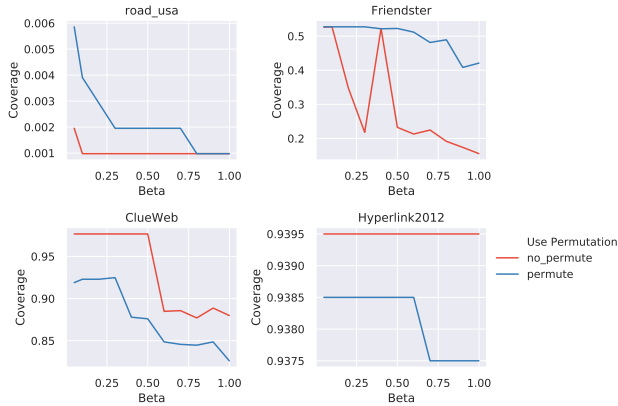 road_usa
0.006
0.005
0.004
0.003
0.002
0.001
Coverage
0.25 0.50 0.75 1.00
Beta
Friendster
0.5
0.4
0.3
0.2
Coverage
0.25 0.50 0.75 1.00
Beta
ClueWeb
0.95
0.90
0.85
Coverage
0.25 0.50 0.75 1.00
Beta
Hyperlink2012
0.9395
0.9390
0.9385
0.9380
0.9375
Coverage
0.25 0.50 0.75 1.00
Beta
Use Permutation
no_permute
permute